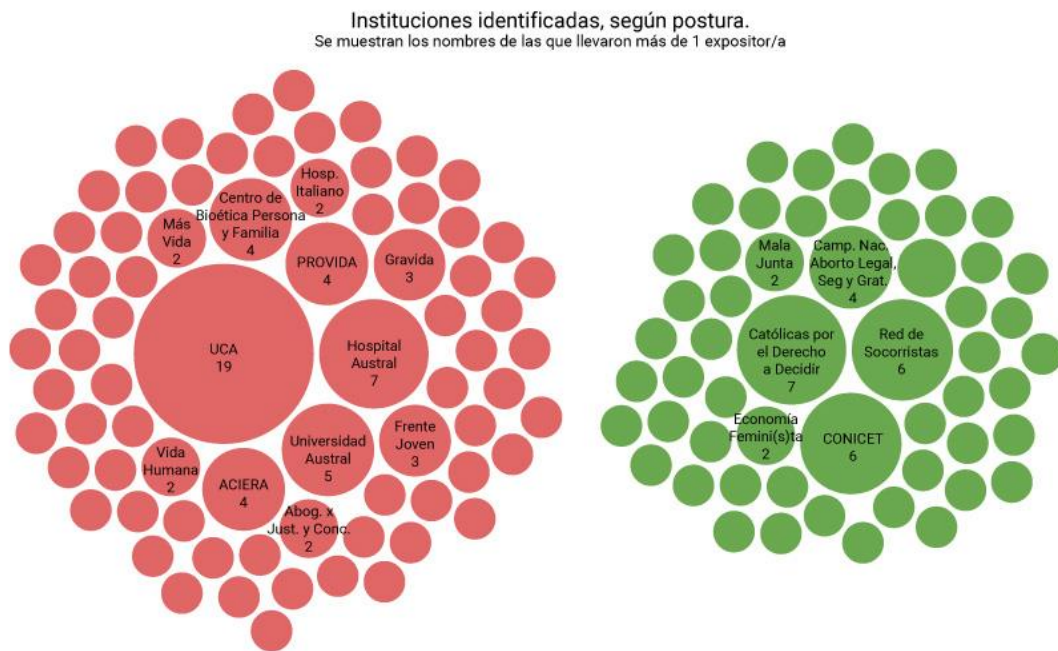 Instituciones identificadas, según postura.
Se muestran los nombres de las que llevaron más de 1 expositor/a
Hosp.
Italiano
2
Centro de
Bioética Persona
y Familia
4
Más
Vida
2
PROVIDA
4
Gravida
3
UCA
19
Hospital
Austral
7
Universidad
Austral
5
Frente
Joven
3
Vida
Humana
2
ACIERA
4
Abog. x
Just. y Conc.
2
Mala
Junta
2
Camp. Nac.
Aborto Legal,
Seg y Grat.
4
Católicas por
el Derecho
a Decidir
7
Red de
Socorristas
6
Economía
Femini(s)ta
2
CONICET
6